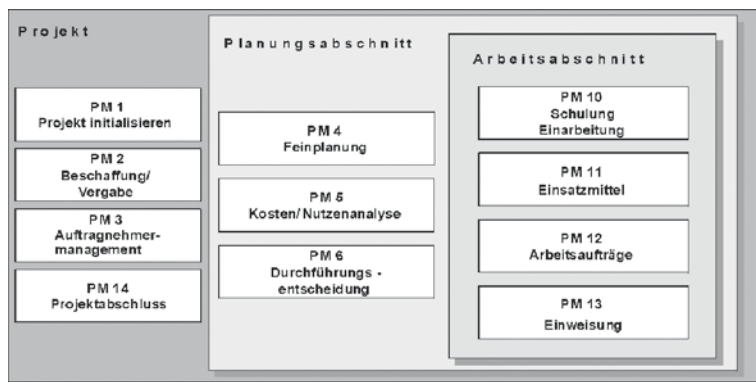 Projekt
PM 1
Projekt initialisieren
PM 2
Beschaffung/
Vergabe
PM 3
Auftragnehmer-
management
PM 14
Projektabschluss
Planungsabschnitt
PM 4
Feinplanung
PM 5
Kosten/Nutzenanalyse
PM 6
Durchführungs -
entscheidung
Arbeitsabschnitt
PM 10
Schulung
Einarbeitung
PM 11
Einsatzmittel
PM 12
Arbeitsaufträge
PM 13
Einweisung